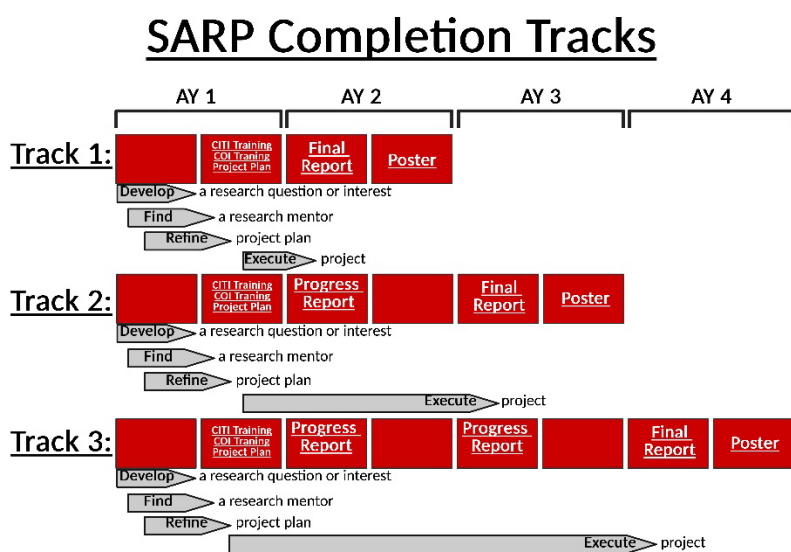 SARP Completion Tracks
AY 1 AY 2 AY 3 AY 4
Track 1:
CITI Training
COI Traning
Project Plan
Final
Report
Poster
Develop a research question or interest
Find a research mentor
Refine project plan
Execute project
Track 2:
CITI Training
COI Traning
Project Plan
Progress
Report
Final
Report
Poster
Develop a research question or interest
Find a research mentor
Refine project plan
Execute project
Track 3:
CITI Training
COI Traning
Project Plan
Progress
Report
Progress
Report
Final
Report
Poster
Develop a research question or interest
Find a research mentor
Refine project plan
Execute project